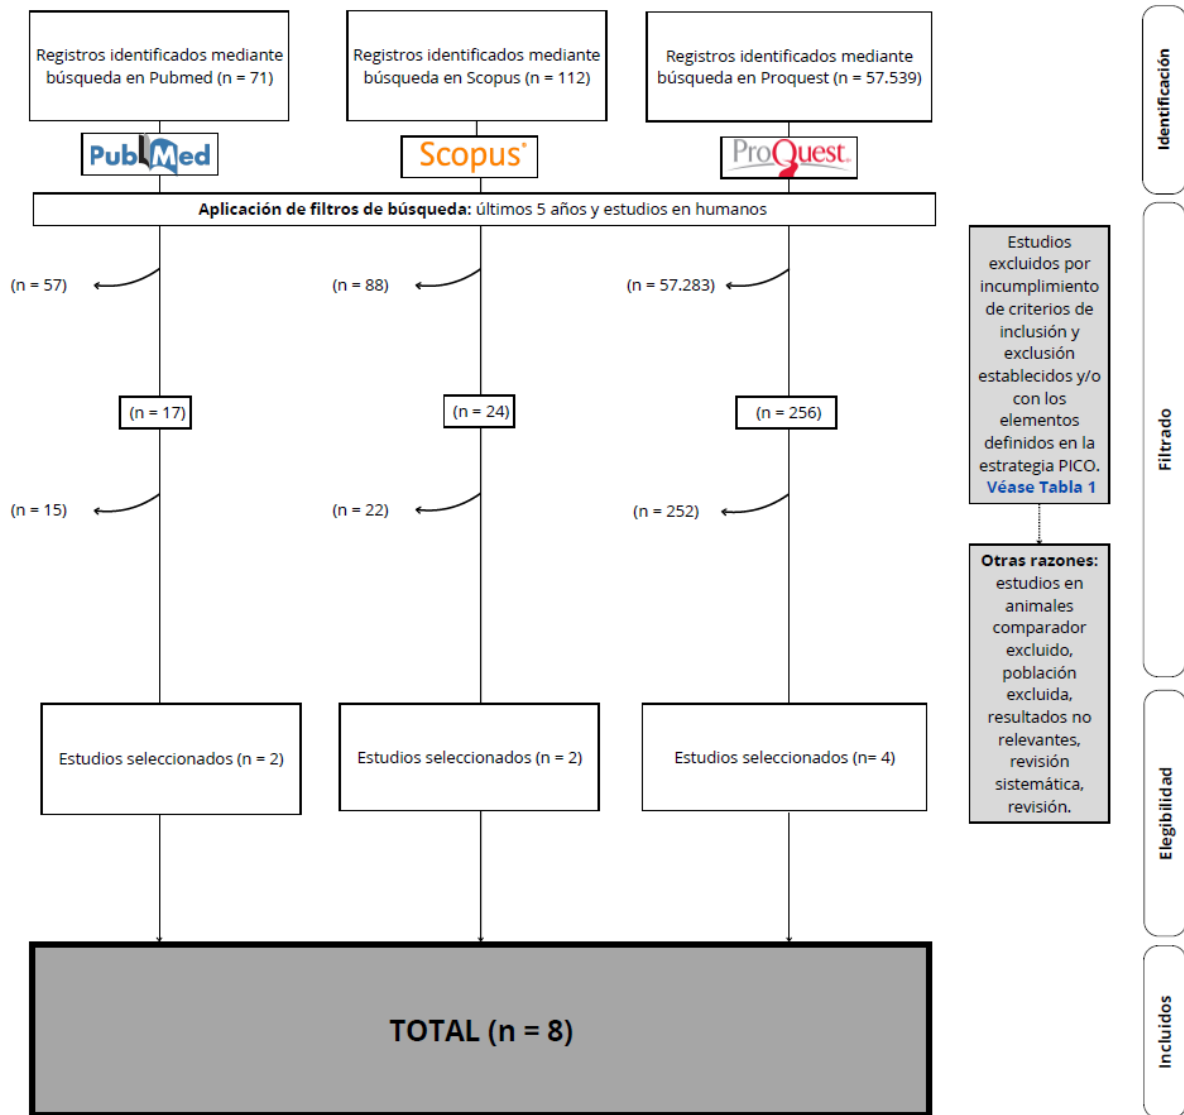 Registros identificados mediante
búsqueda en Pubmed (n = 71)
Registros identificados mediante
búsqueda en Scopus (n = 112)
Registros identificados mediante
búsqueda en Proquest (n = 57.539)
Identificación
PubMed
Scopus®
ProQuest
Aplicación de filtros de búsqueda: últimos 5 años y estudios en humanos
(n = 57)
(n = 88)
(n = 57.283)
(n = 17)
(n = 24)
(n = 256)
(n = 15)
(n = 22)
(n = 252)
Estudios
excluidos por
incumplimiento
de criterios de
inclusión y
exclusión
establecidos y/o
con los
elementos
definidos en la
estrategia PICO.
Véase Tabla 1
Filtrado
Otras razones:
estudios en
animales
comparador
excluido,
población
excluida,
resultados no
relevantes,
revisión
sistemática,
revisión.
Estudios seleccionados (n = 2)
Estudios seleccionados (n = 2)
Estudios seleccionados (n= 4)
Elegibilidad
TOTAL (n = 8)
Incluidos